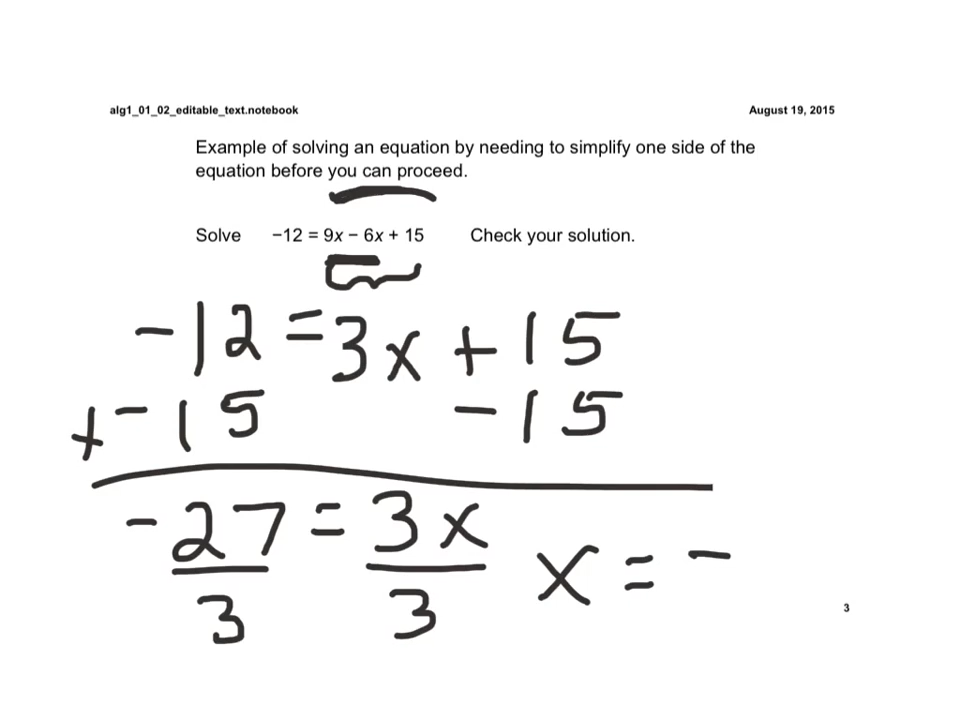 alg1_01_02_editable_text.notebook August 19, 2015
Example of solving an equation by needing to simplify one side of the
equation before you can proceed.
Solve −12 = 9x − 6x + 15 Check your solution.
-12 = 3x + 15
+ -15 -15
-27 = 3x x = -
3 3
3